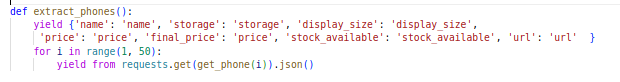 def extract_phones():
    yield {'name': 'name', 'storage': 'storage', 'display_size': 'display_size',
     'price': 'price', 'final_price': 'price', 'stock_available': 'stock_available', 'url': 'url'  }
    for i in range(1, 50):
        yield from requests.get(get_phone(i)).json()